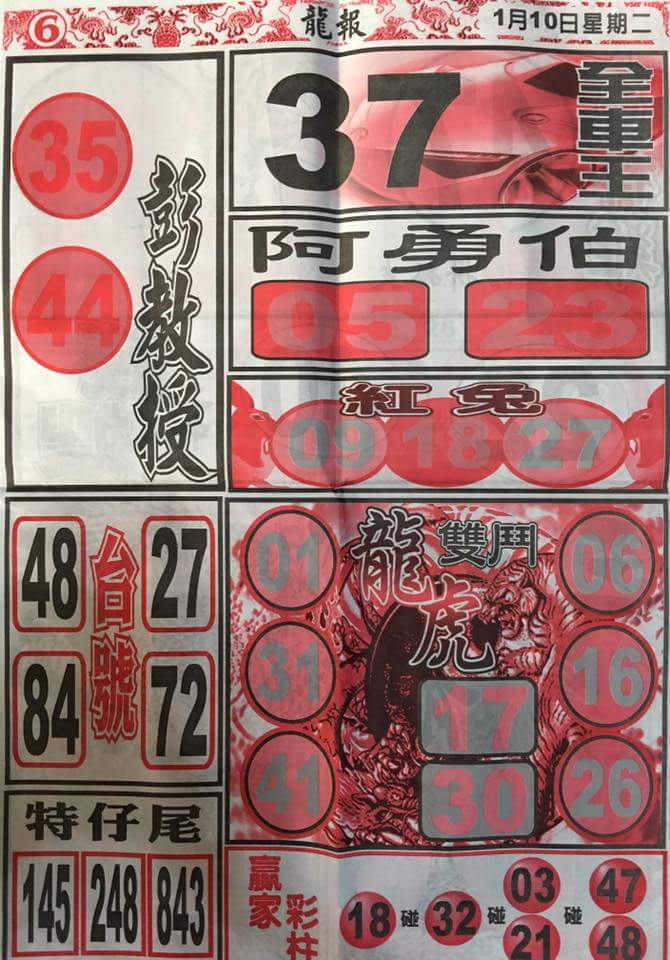 6 龍報 1月10日星期二
35
44
彭教授
37
全車王
阿勇伯
05 23
紅兔
09 18 27
48 27
台號
84 72
特仔尾
145 248 843
龍虎
雙鬥
01 06
31 16
41 26
17
30
贏家
彩柱
18 碰 32 碰 03 21 碰 47 48